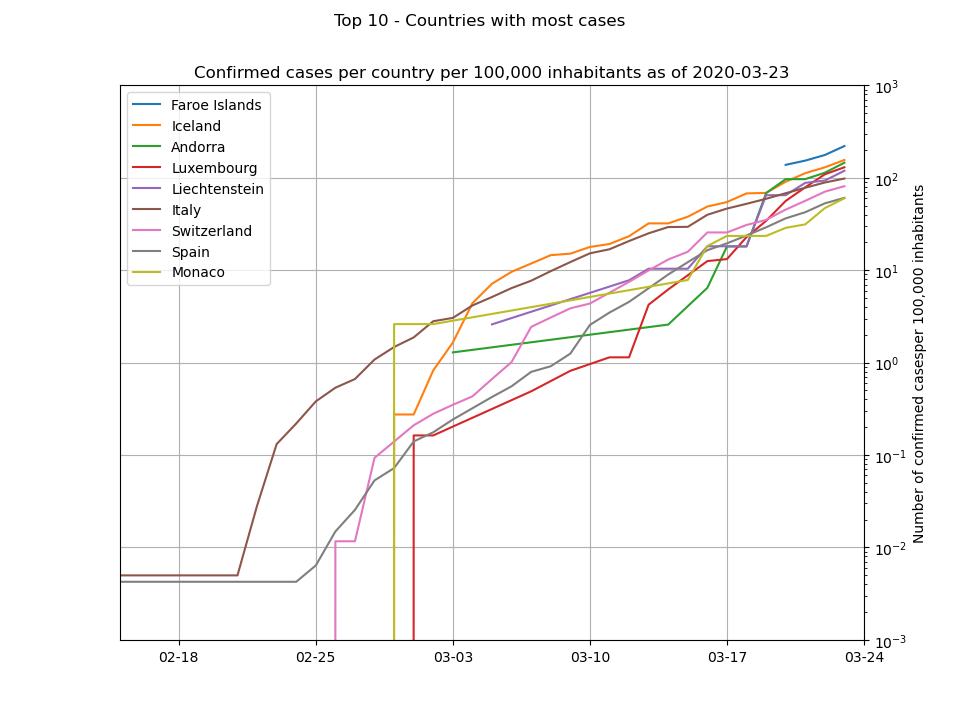 Top 10 - Countries with most cases
Confirmed cases per country per 100,000 inhabitants as of 2020-03-23
Faroe Islands
Iceland
Andorra
Luxembourg
Liechtenstein
Italy
Switzerland
Spain
Monaco
10³
10²
10¹
10⁰
10⁻¹
10⁻²
10⁻³
Number of confirmed casesper 100,000 inhabitants
02-18 02-25 03-03 03-10 03-17 03-24